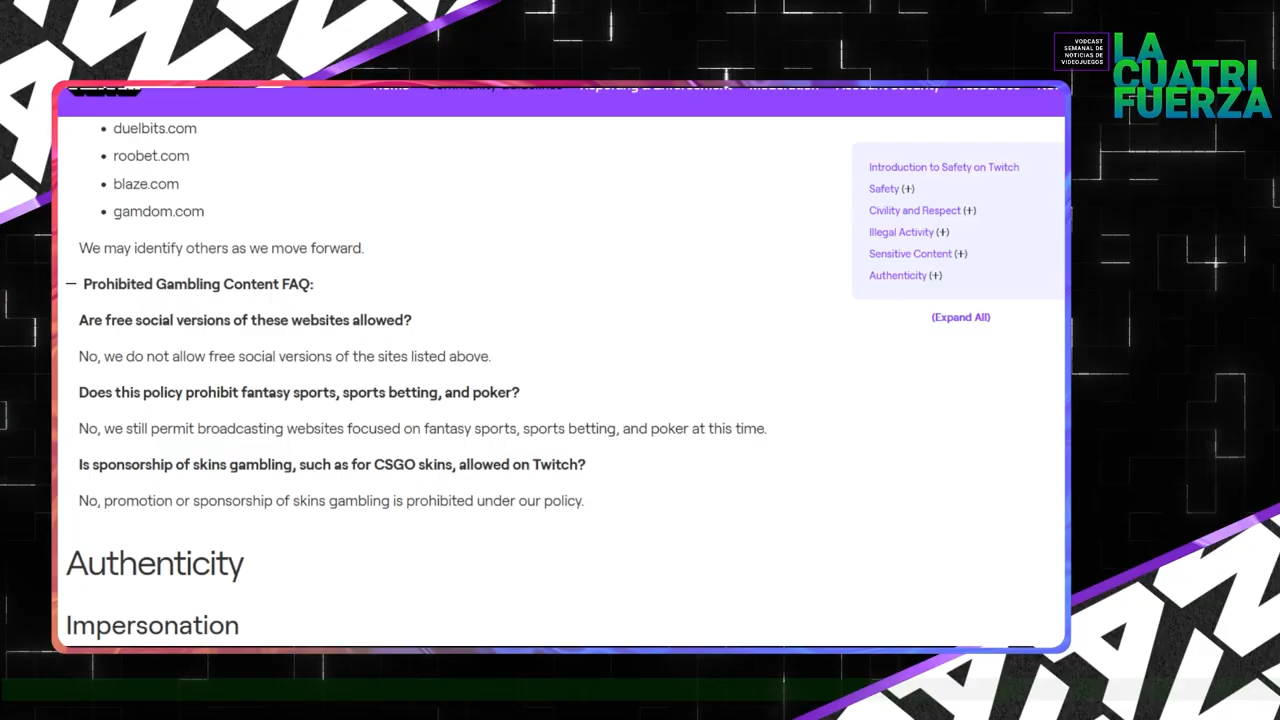 VODCAST
SEMANAL DE
NOTICIAS DE
VIDEOJUEGOS
LA
CUATRI
FUERZA
duelbits.com
roobet.com
blaze.com
gamdom.com
We may identify others as we move forward.
— Prohibited Gambling Content FAQ:
Are free social versions of these websites allowed?
No, we do not allow free social versions of the sites listed above.
Does this policy prohibit fantasy sports, sports betting, and poker?
No, we still permit broadcasting websites focused on fantasy sports, sports betting, and poker at this time.
Is sponsorship of skins gambling, such as for CSGO skins, allowed on Twitch?
No, promotion or sponsorship of skins gambling is prohibited under our policy.
Authenticity
Impersonation
Introduction to Safety on Twitch
Safety (+)
Civility and Respect (+)
Illegal Activity (+)
Sensitive Content (+)
Authenticity (+)
(Expand All)